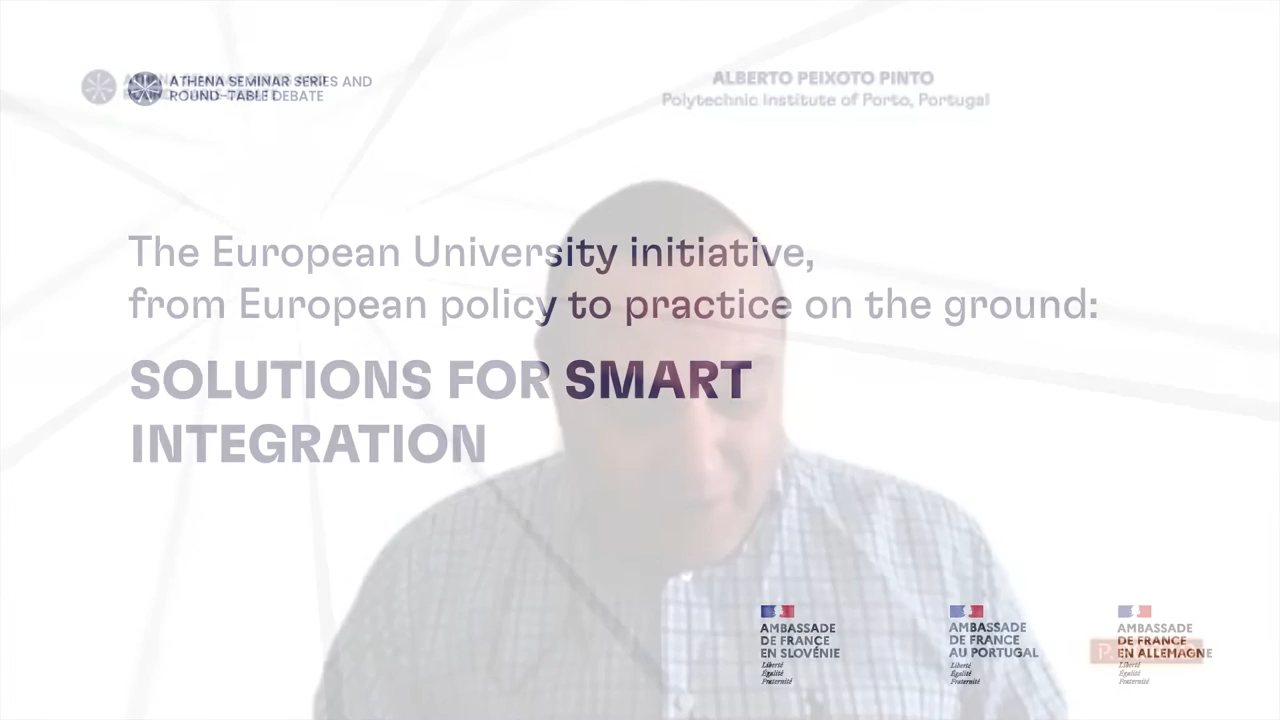 ATHENA SEMINAR SERIES AND
ROUND-TABLE DEBATE
ALBERTO PEIXOTO PINTO
Polytechnic Institute of Porto, Portugal
The European University initiative,
from European policy to practice on the ground:
SOLUTIONS FOR SMART
INTEGRATION
AMBASSADE
DE FRANCE
EN SLOVÉNIE
Liberté
Égalité
Fraternité
AMBASSADE
DE FRANCE
AU PORTUGAL
Liberté
Égalité
Fraternité
AMBASSADE
DE FRANCE
EN ALLEMAGNE
Liberté
Égalité
Fraternité